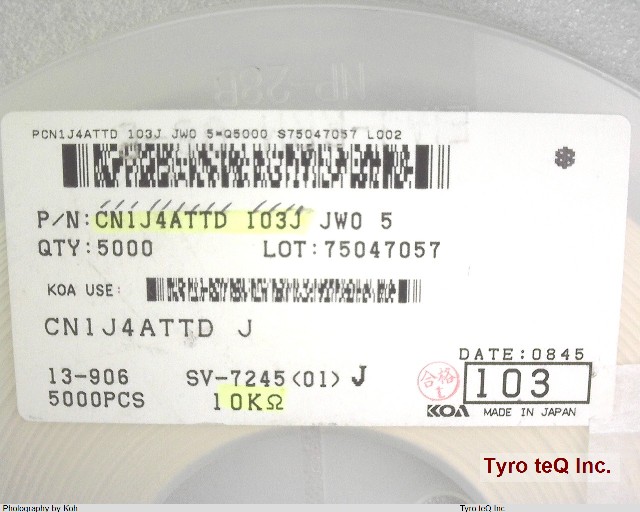 PCN1J4ATTD 103J JW0 5*Q5000 S75047057 L002
P/N:CN1J4ATTD 103J JW0 5
QTY:5000 LOT:75047057
KOA USE:
CN1J4ATTD J
DATE:0845
13-906 SV-7245(01) J
合格 103
5000PCS 10KΩ
KOA MADE IN JAPAN
Tyro teQ Inc.
Photography by Koh Tyro teQ Inc.